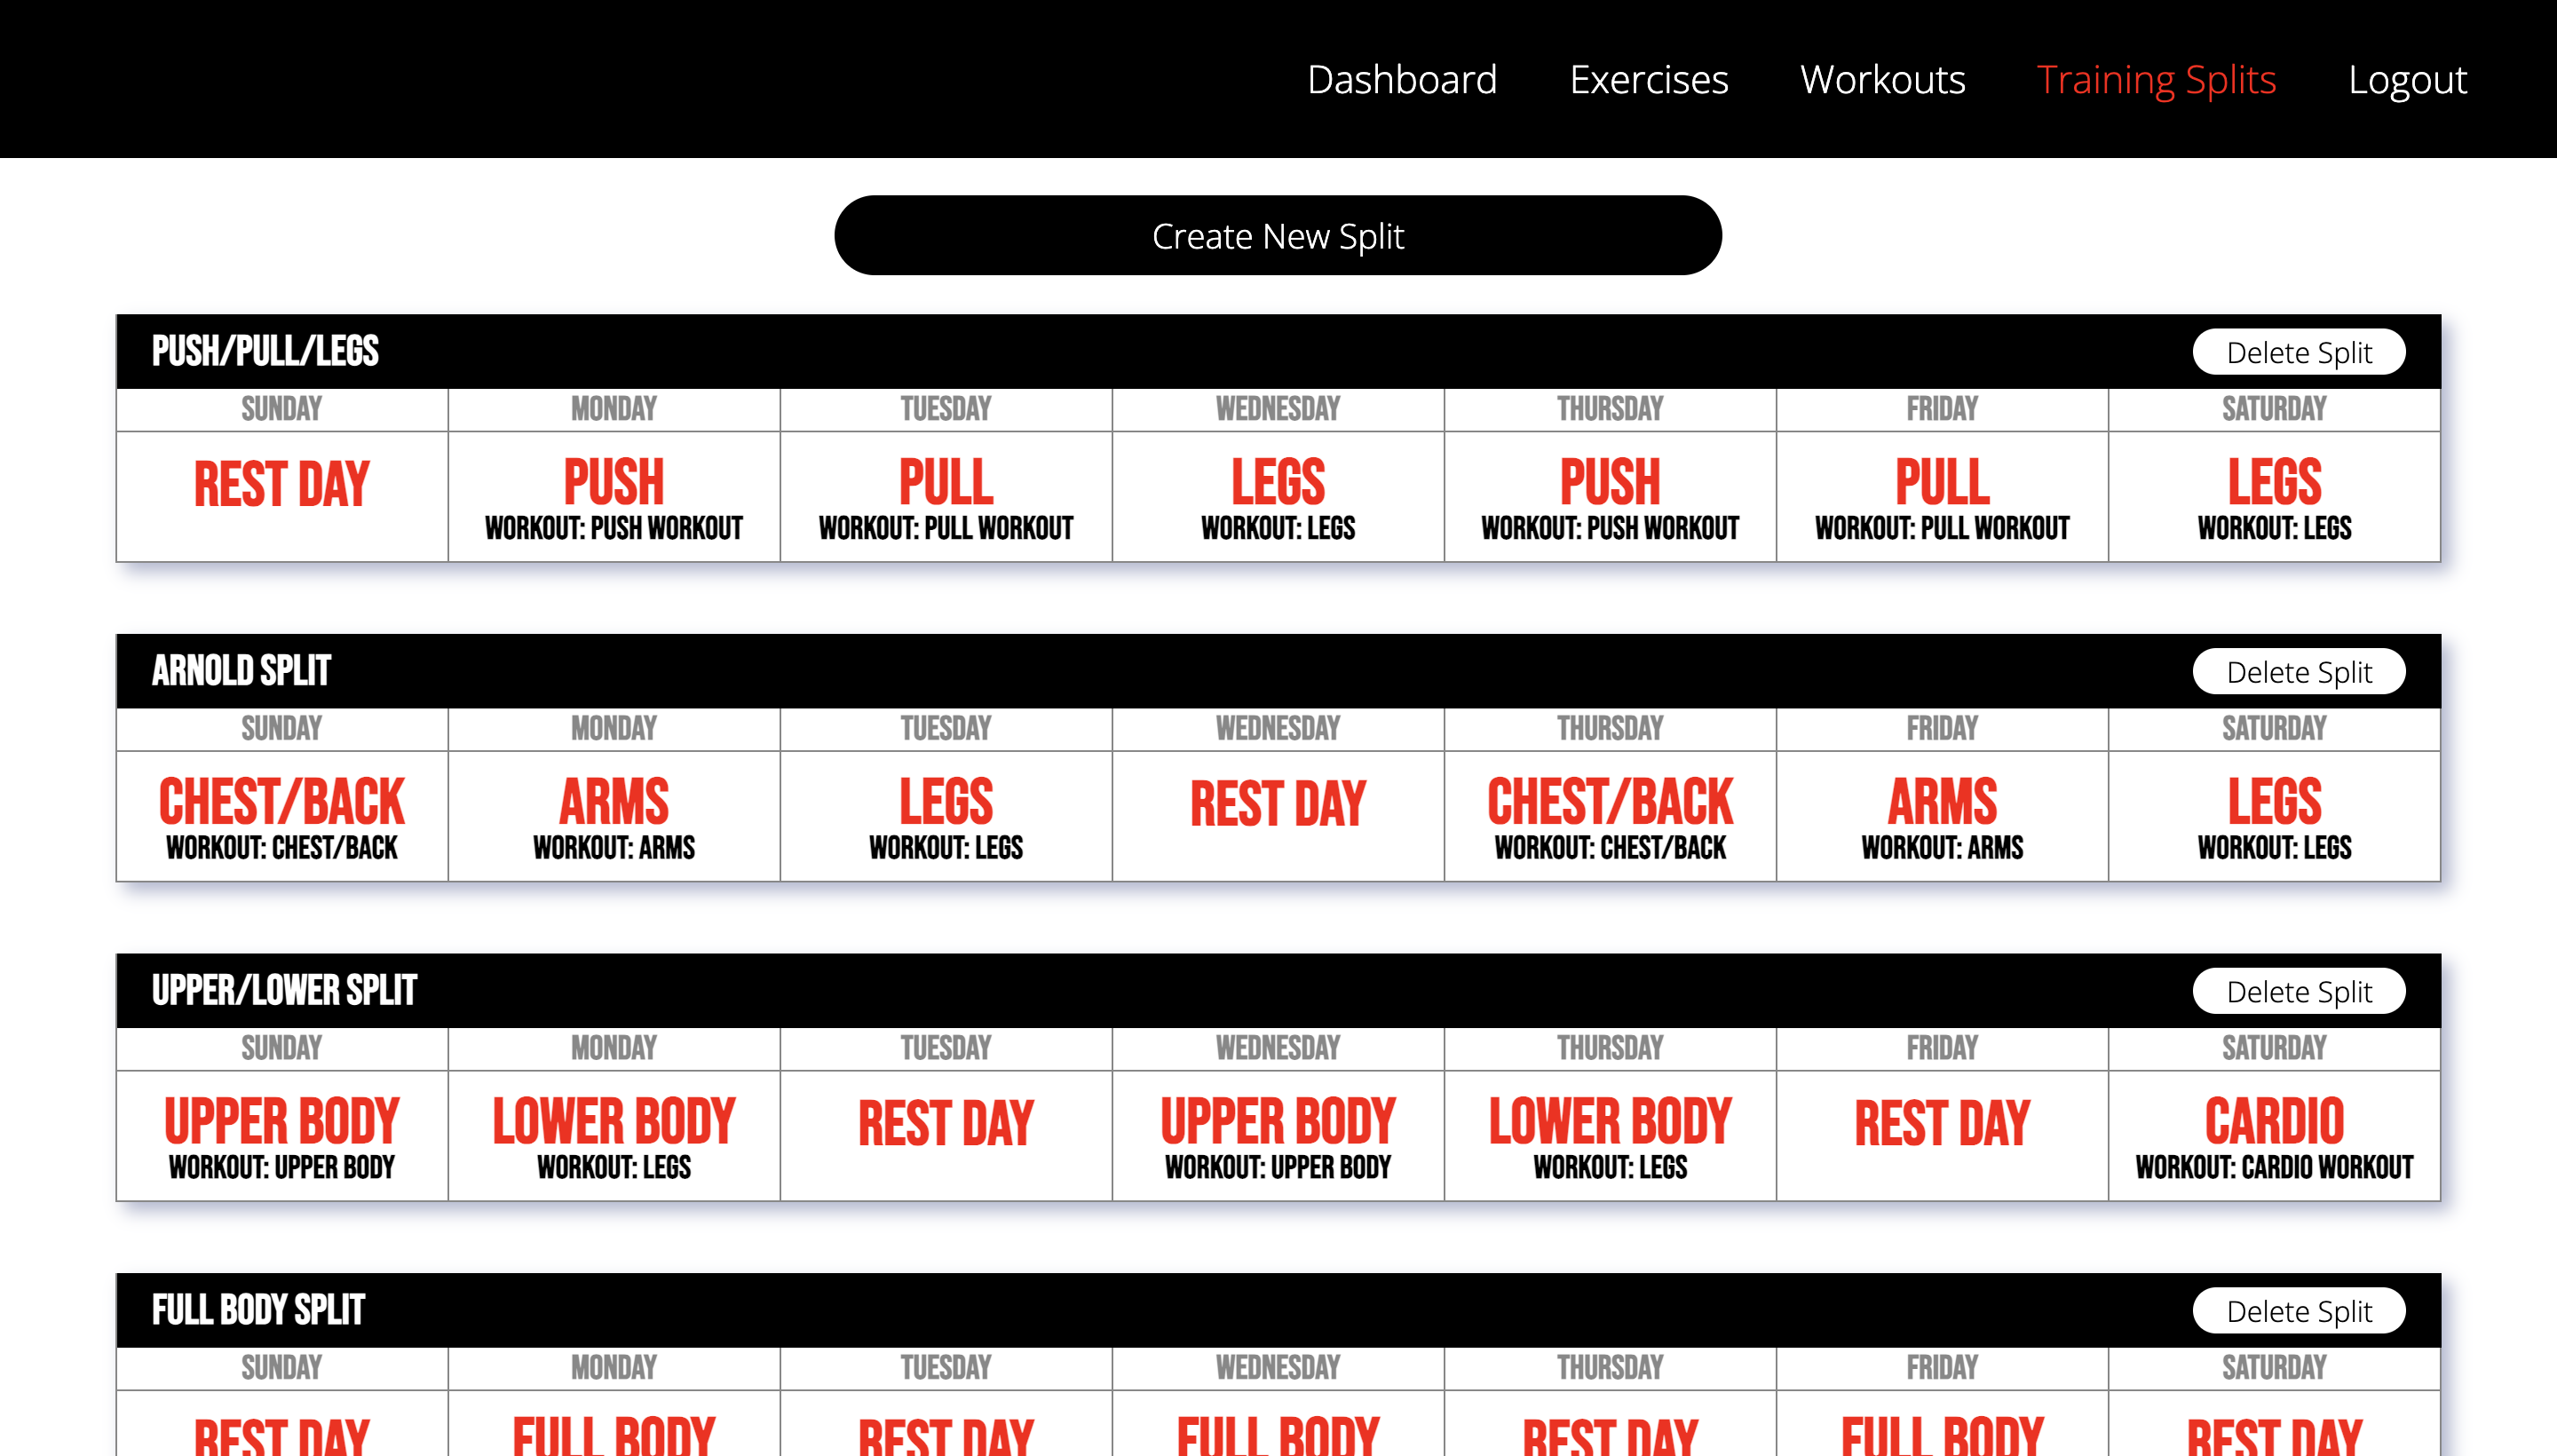 Dashboard Exercises Workouts Training Splits Logout
Create New Split
PUSH/PULL/LEGS Delete Split
SUNDAY MONDAY TUESDAY WEDNESDAY THURSDAY FRIDAY SATURDAY
REST DAY PUSH PULL LEGS PUSH PULL LEGS
WORKOUT: PUSH WORKOUT WORKOUT: PULL WORKOUT WORKOUT: LEGS WORKOUT: PUSH WORKOUT WORKOUT: PULL WORKOUT WORKOUT: LEGS
ARNOLD SPLIT Delete Split
SUNDAY MONDAY TUESDAY WEDNESDAY THURSDAY FRIDAY SATURDAY
CHEST/BACK ARMS LEGS REST DAY CHEST/BACK ARMS LEGS
WORKOUT: CHEST/BACK WORKOUT: ARMS WORKOUT: LEGS WORKOUT: CHEST/BACK WORKOUT: ARMS WORKOUT: LEGS
UPPER/LOWER SPLIT Delete Split
SUNDAY MONDAY TUESDAY WEDNESDAY THURSDAY FRIDAY SATURDAY
UPPER BODY LOWER BODY REST DAY UPPER BODY LOWER BODY REST DAY CARDIO
WORKOUT: UPPER BODY WORKOUT: LEGS WORKOUT: UPPER BODY WORKOUT: LEGS WORKOUT: CARDIO WORKOUT
FULL BODY SPLIT Delete Split
SUNDAY MONDAY TUESDAY WEDNESDAY THURSDAY FRIDAY SATURDAY
REST DAY FULL BODY REST DAY FULL BODY REST DAY FULL BODY REST DAY